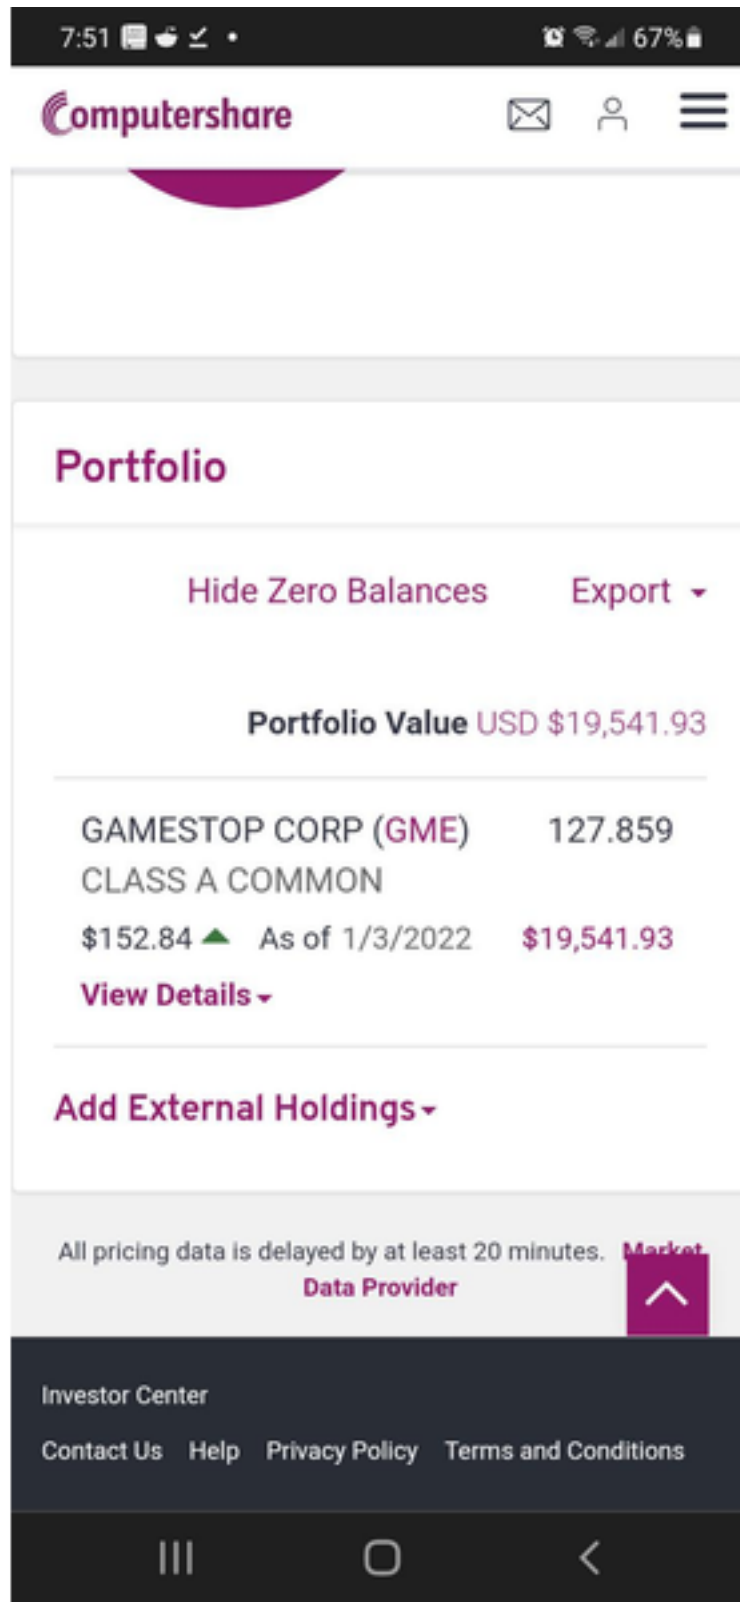 7:51 67%
Computershare
Portfolio
Hide Zero Balances Export
Portfolio Value USD $19,541.93
GAMESTOP CORP (GME) 127.859
CLASS A COMMON
$152.84 As of 1/3/2022 $19,541.93
View Details
Add External Holdings
All pricing data is delayed by at least 20 minutes. Market
Data Provider
Investor Center
Contact Us Help Privacy Policy Terms and Conditions